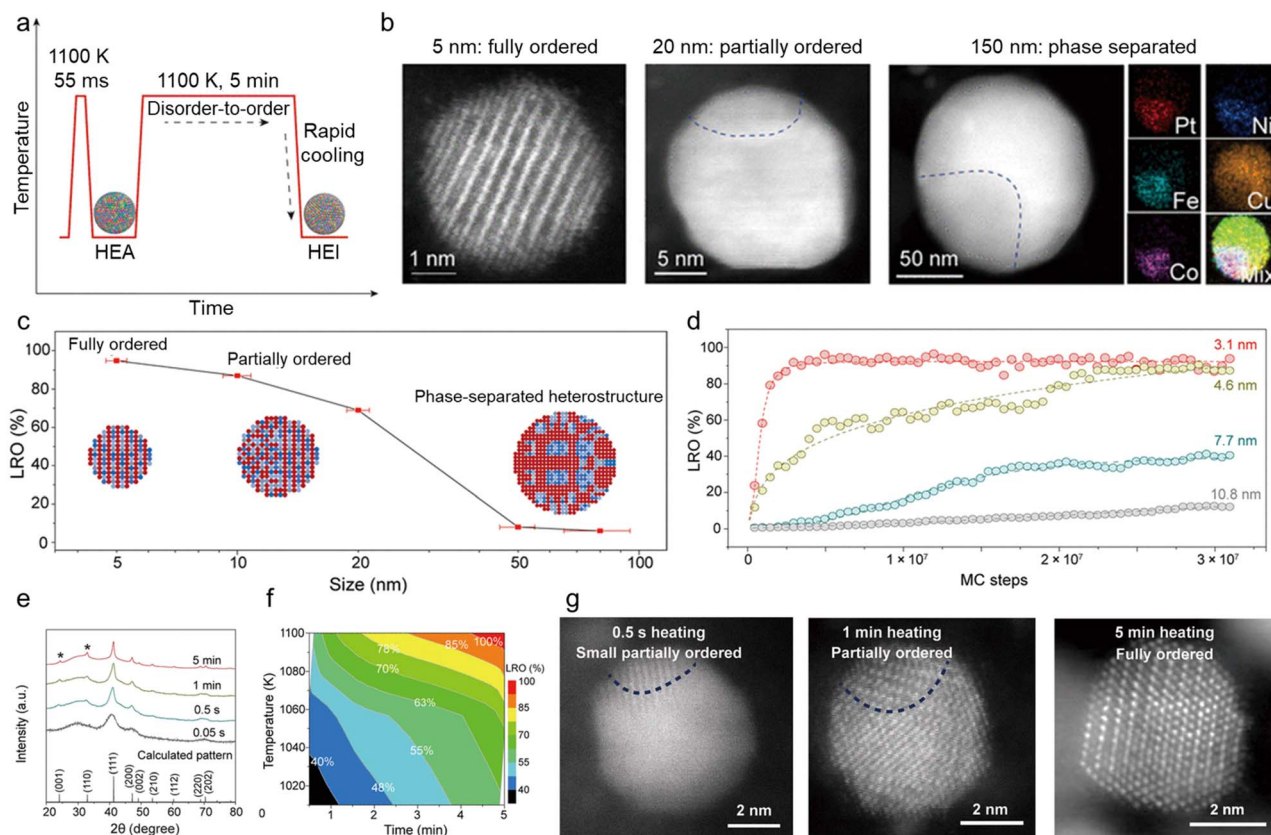 a
1100 K
55 ms
1100 K, 5 min
Disorder-to-order
Rapid
cooling
HEA
HEI
Temperature
Time
b
5 nm: fully ordered
20 nm: partially ordered
150 nm: phase separated
1 nm
5 nm
50 nm
Pt
Ni
Fe
Cu
Co
Mix
c
Fully ordered
Partially ordered
Phase-separated heterostructure
LRO (%)
100
80
60
40
20
0
5
10
20
50
100
Size (nm)
d
3.1 nm
4.6 nm
7.7 nm
10.8 nm
LRO (%)
100
80
60
40
20
0
0
1 × 10⁷
2 × 10⁷
3 × 10⁷
MC steps
e
* *
5 min
1 min
0.5 s
0.05 s
Calculated pattern
(001)
(110)
(111)
(200)
(002)
(210)
(112)
(220)
(202)
Intensity (a.u.)
20 30 40 50 60 70 80
2θ (degree)
f
1100
1080
1060
1040
1020
0
Temperature (K)
100%
85%
78%
70%
63%
55%
48%
40%
1 2 3 4 5
Time (min)
LRO (%)
100
85
78
70
63
55
48
40
g
0.5 s heating
Small partially ordered
2 nm
1 min heating
Partially ordered
2 nm
5 min heating
Fully ordered
2 nm